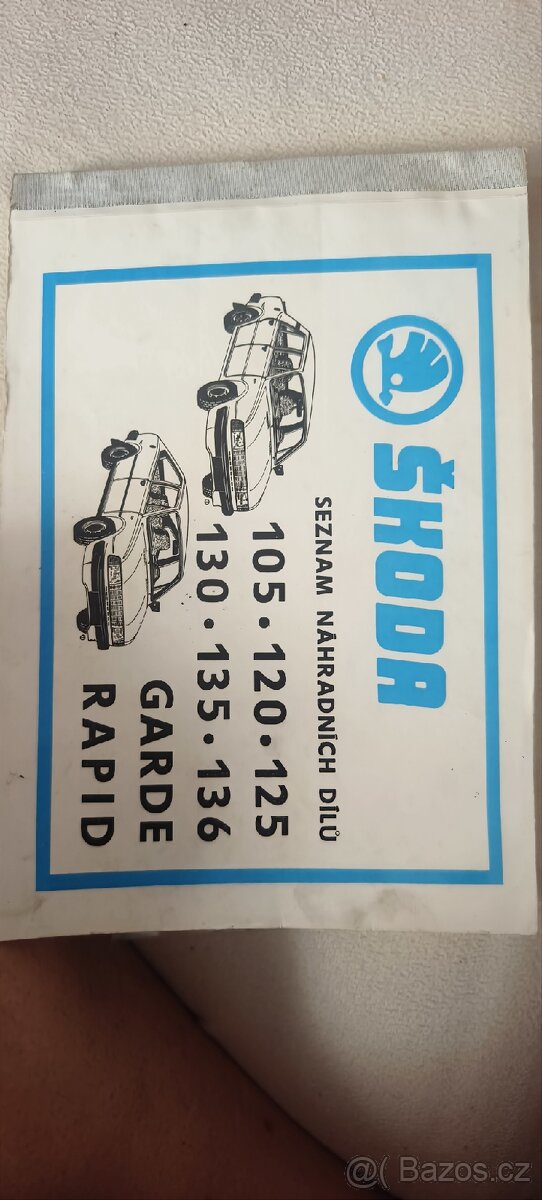 ŠKODA
SEZNAM NÁHRADNÍCH DÍLŮ
105 • 120 • 125
130 • 135 • 136
GARDE
RAPID
@( Bazos.cz